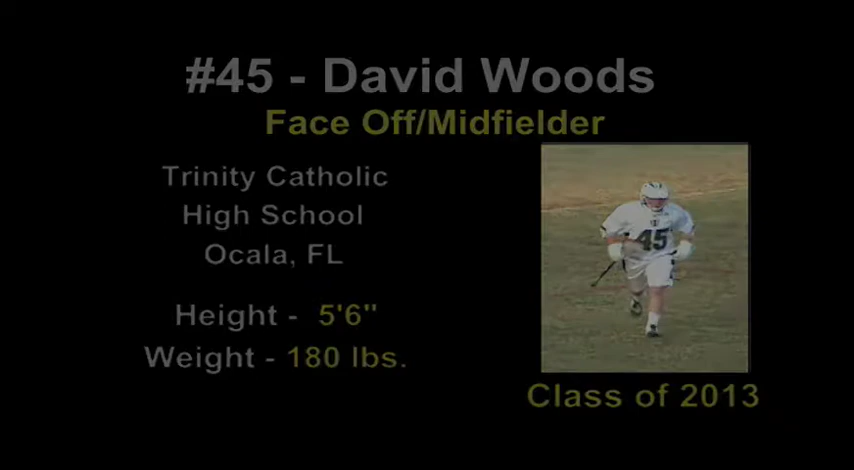 #45 - David Woods
Face Off/Midfielder
Trinity Catholic
High School
Ocala, FL
Height - 5'6"
Weight - 180 lbs.
45
Class of 2013